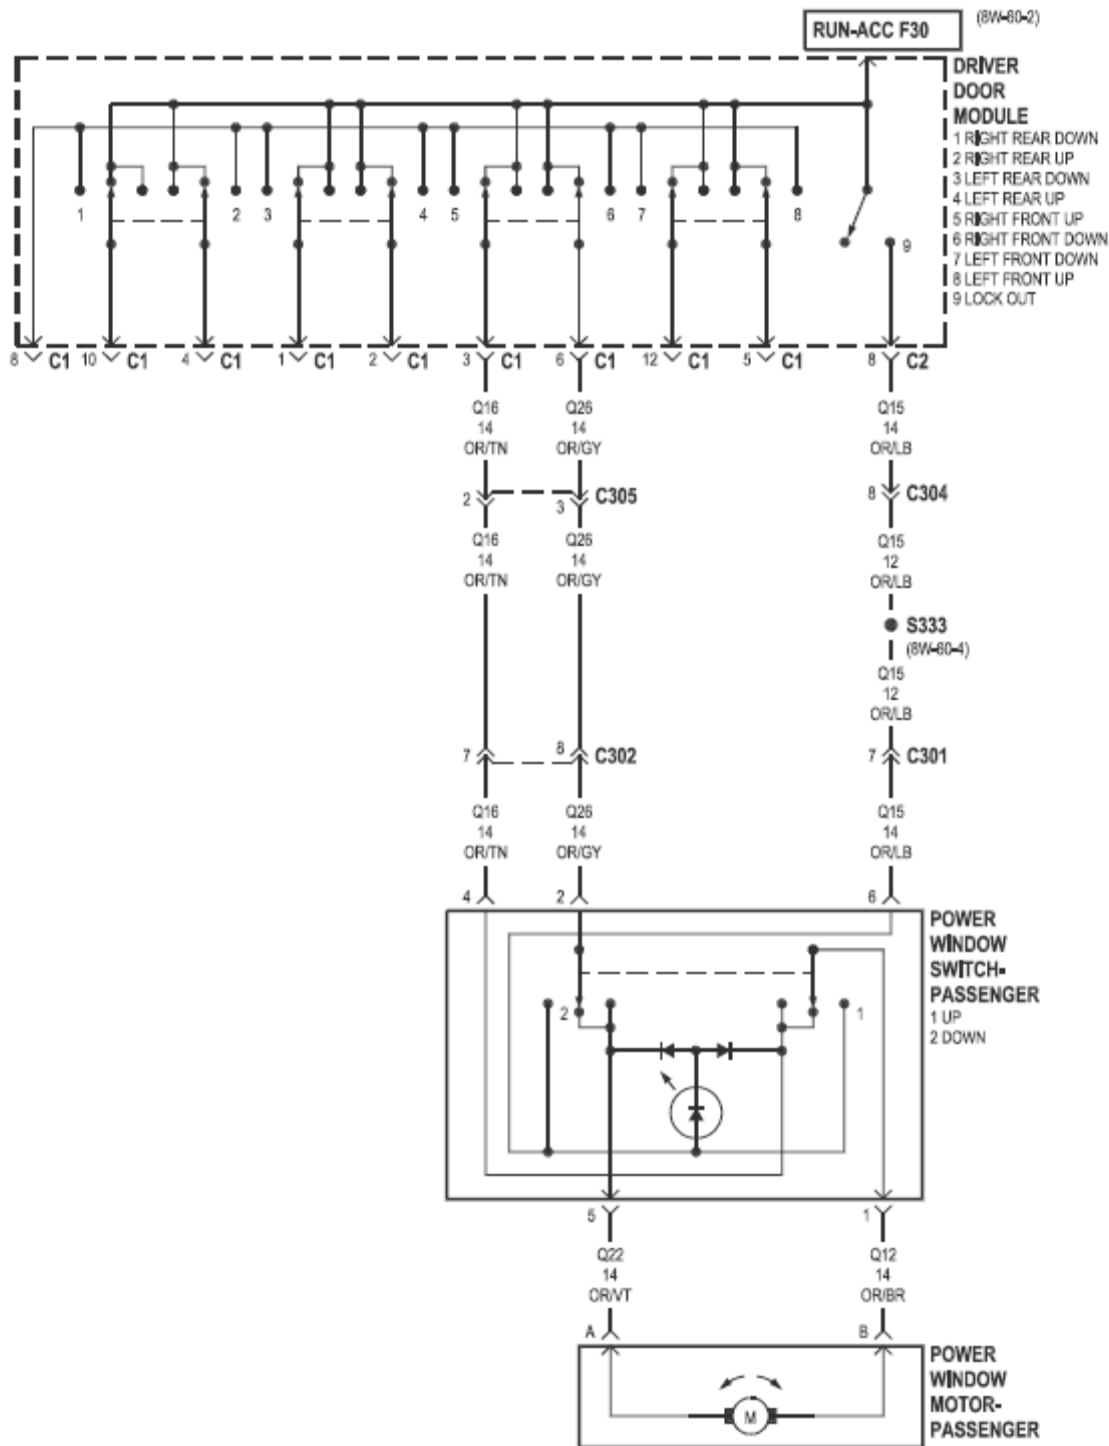 RUN-ACC F30 (8W-60-2)
DRIVER
DOOR
MODULE
1 RIGHT REAR DOWN
2 RIGHT REAR UP
3 LEFT REAR DOWN
4 LEFT REAR UP
5 RIGHT FRONT UP
6 RIGHT FRONT DOWN
7 LEFT FRONT DOWN
8 LEFT FRONT UP
9 LOCK OUT
1 2 3 4 5 6 7 8
9
8 C1 10 C1 4 C1 1 C1 2 C1 3 C1 6 C1 12 C1 5 C1 8 C2
Q16 Q26 Q15
14 14 14
OR/TN OR/GY OR/LB
2 3 C305 8 C304
Q16 Q26 Q15
14 14 12
OR/TN OR/GY OR/LB
S333
(8W-60-4)
Q15
12
OR/LB
7 8 C302 7 C301
Q16 Q26 Q15
14 14 14
OR/TN OR/GY OR/LB
4 2 6
POWER
WINDOW
SWITCH-
PASSENGER
1 UP
2 DOWN
2 1
5 1
Q22 Q12
14 14
OR/VT OR/BR
A B
POWER
WINDOW
MOTOR-
PASSENGER
M